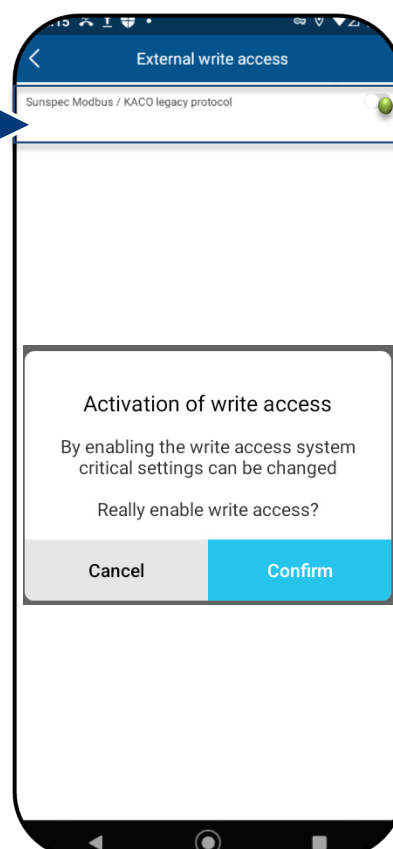 External write access
Sunspec Modbus / KACO legacy protocol
Activation of write access
By enabling the write access system
critical settings can be changed
Really enable write access?
Cancel
Confirm